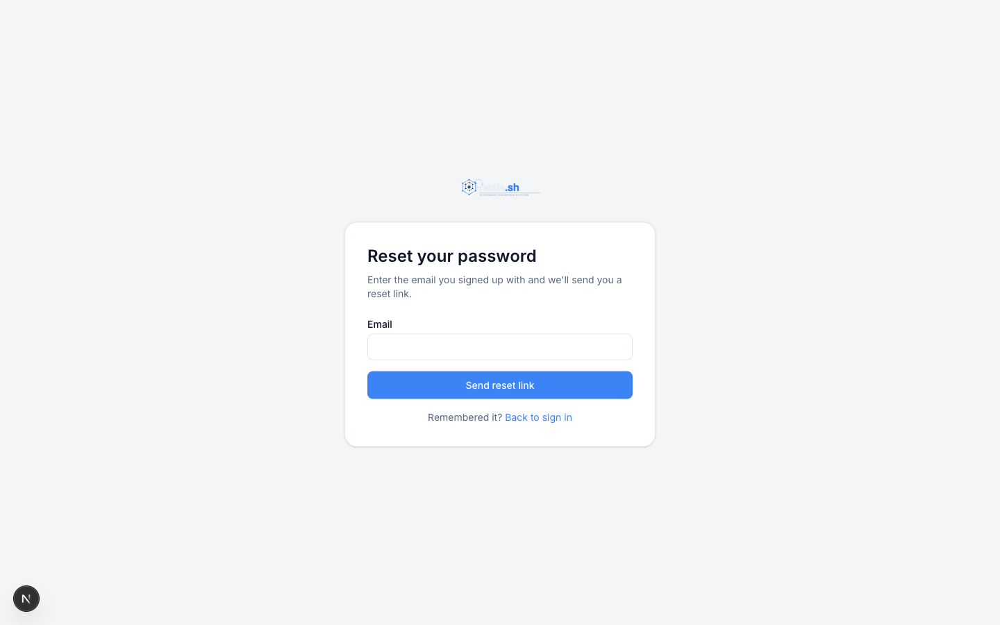 .sh
Reset your password
Enter the email you signed up with and we'll send you a
reset link.
Email
Send reset link
Remembered it? Back to sign in